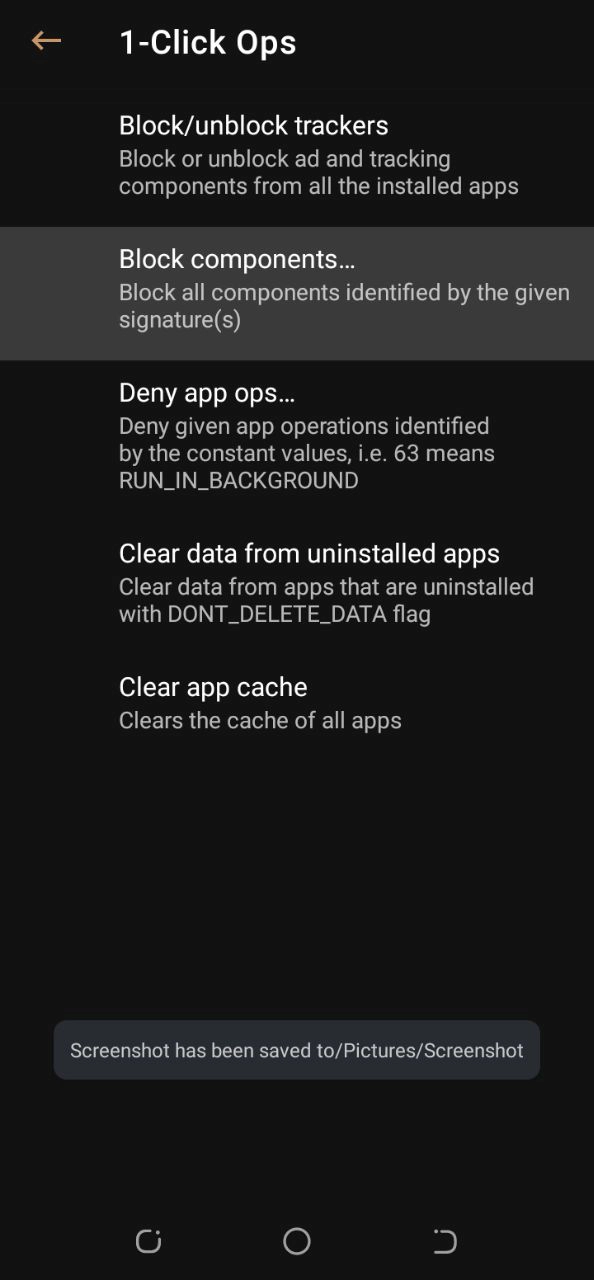 1-Click Ops
Block/unblock trackers
Block or unblock ad and tracking
components from all the installed apps
Block components...
Block all components identified by the given
signature(s)
Deny app ops...
Deny given app operations identified
by the constant values, i.e. 63 means
RUN_IN_BACKGROUND
Clear data from uninstalled apps
Clear data from apps that are uninstalled
with DONT_DELETE_DATA flag
Clear app cache
Clears the cache of all apps
Screenshot has been saved to/Pictures/Screenshot